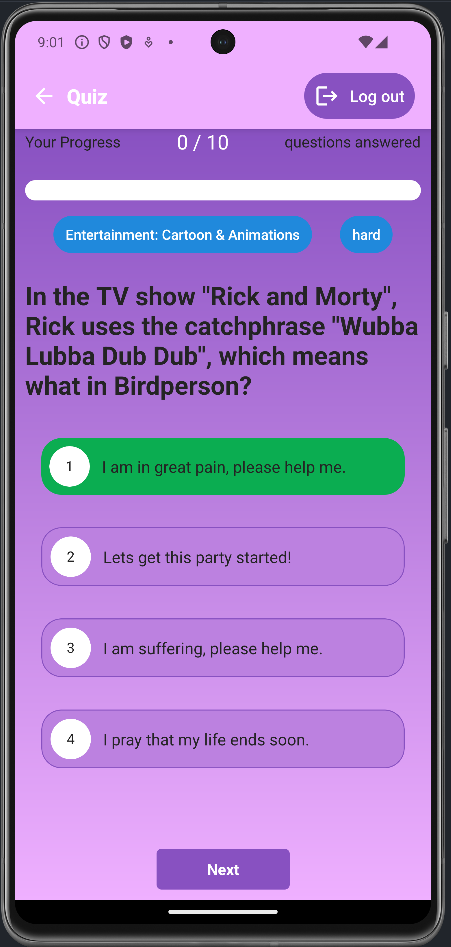 9:01
Quiz
Log out
Your Progress 0 / 10 questions answered
Entertainment: Cartoon & Animations hard
In the TV show "Rick and Morty",
Rick uses the catchphrase "Wubba
Lubba Dub Dub", which means
what in Birdperson?
1 I am in great pain, please help me.
2 Lets get this party started!
3 I am suffering, please help me.
4 I pray that my life ends soon.
Next